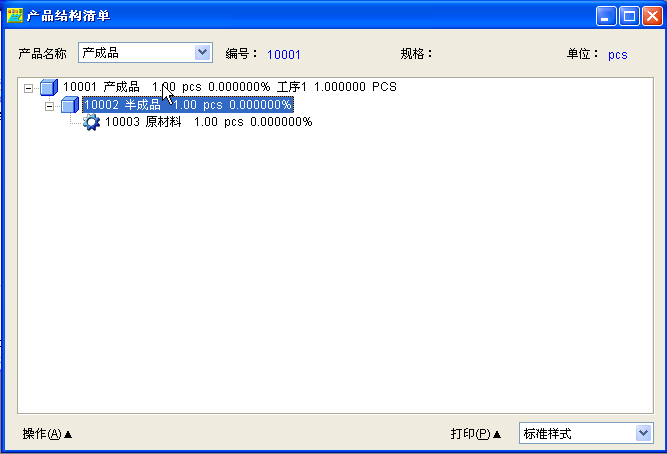 产品结构清单
产品名称 产成品 编号： 10001 规格： 单位： pcs
10001 产成品 1.00 pcs 0.000000% 工序1 1.000000 PCS
10002 半成品 1.00 pcs 0.000000%
10003 原材料 1.00 pcs 0.000000%
操作(A)▲ 打印(P)▲ 标准样式